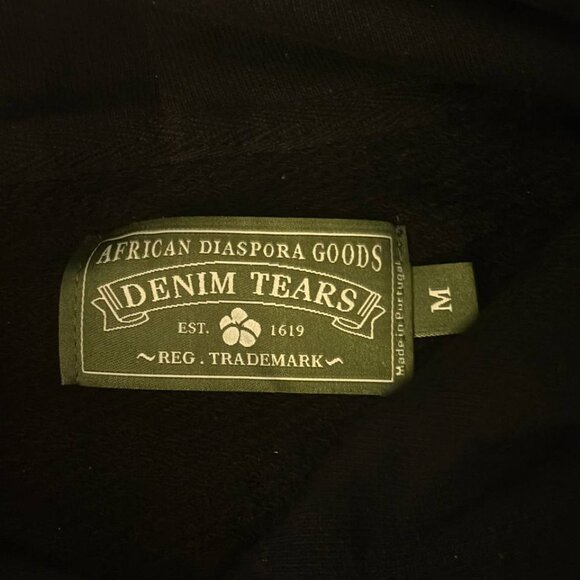 AFRICAN DIASPORA GOODS
DENIM TEARS
EST. 1619
~REG. TRADEMARK~
Made in Portugal
M